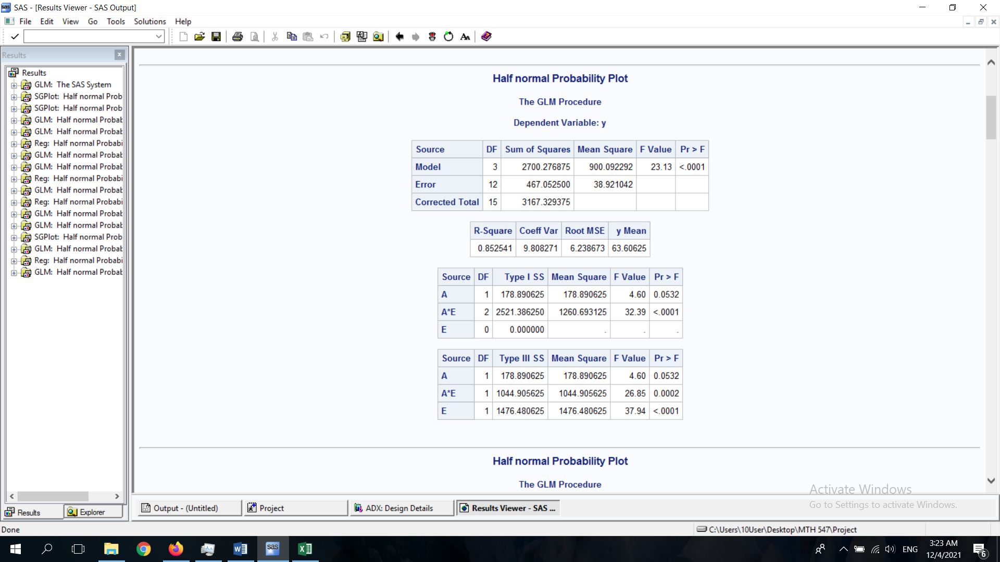 SAS - [Results Viewer - SAS Output]
File Edit View Go Tools Solutions Help
Results
Results
GLM: The SAS System
SGPlot: Half normal Prob
SGPlot: Half normal Prob
GLM: Half normal Probab
GLM: Half normal Probab
Reg: Half normal Probabi
GLM: Half normal Probab
GLM: Half normal Probab
Reg: Half normal Probabi
GLM: Half normal Probab
Reg: Half normal Probabi
GLM: Half normal Probab
GLM: Half normal Probab
SGPlot: Half normal Prob
GLM: Half normal Probab
Reg: Half normal Probabi
GLM: Half normal Probab
Results Explorer
Half normal Probability Plot
The GLM Procedure
Dependent Variable: y
Source DF Sum of Squares Mean Square F Value Pr > F
Model 3 2700.276875 900.092292 23.13 <.0001
Error 12 467.052500 38.921042
Corrected Total 15 3167.329375
R-Square Coeff Var Root MSE y Mean
0.852541 9.808271 6.238673 63.60625
Source DF Type I SS Mean Square F Value Pr > F
A 1 178.890625 178.890625 4.60 0.0532
A*E 2 2521.386250 1260.693125 32.39 <.0001
E 0 0.000000 . . .
Source DF Type III SS Mean Square F Value Pr > F
A 1 178.890625 178.890625 4.60 0.0532
A*E 1 1044.905625 1044.905625 26.85 0.0002
E 1 1476.480625 1476.480625 37.94 <.0001
Half normal Probability Plot
The GLM Procedure
Activate Windows
Go to Settings to activate Windows.
Output - (Untitled) Project ADX: Design Details Results Viewer - SAS ...
Done C:\Users\10User\Desktop\MTH 547\Project
sas
ENG
3:23 AM
12/4/2021
6